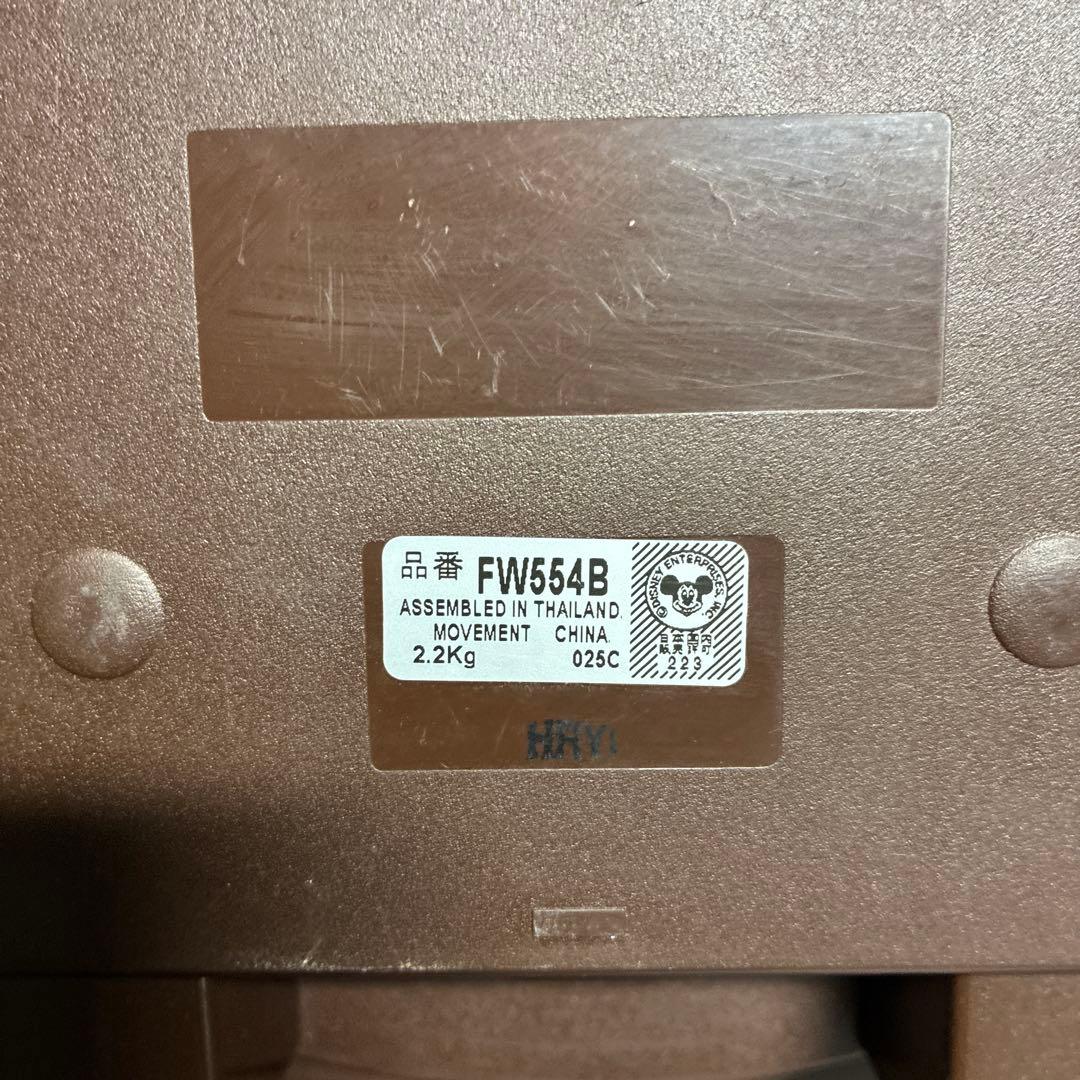 品番 FW554B
ASSEMBLED IN THAILAND.
MOVEMENT CHINA.
2.2Kg 025C
©DISNEY ENTERPRISES, INC.
日本国内
販売許可
223